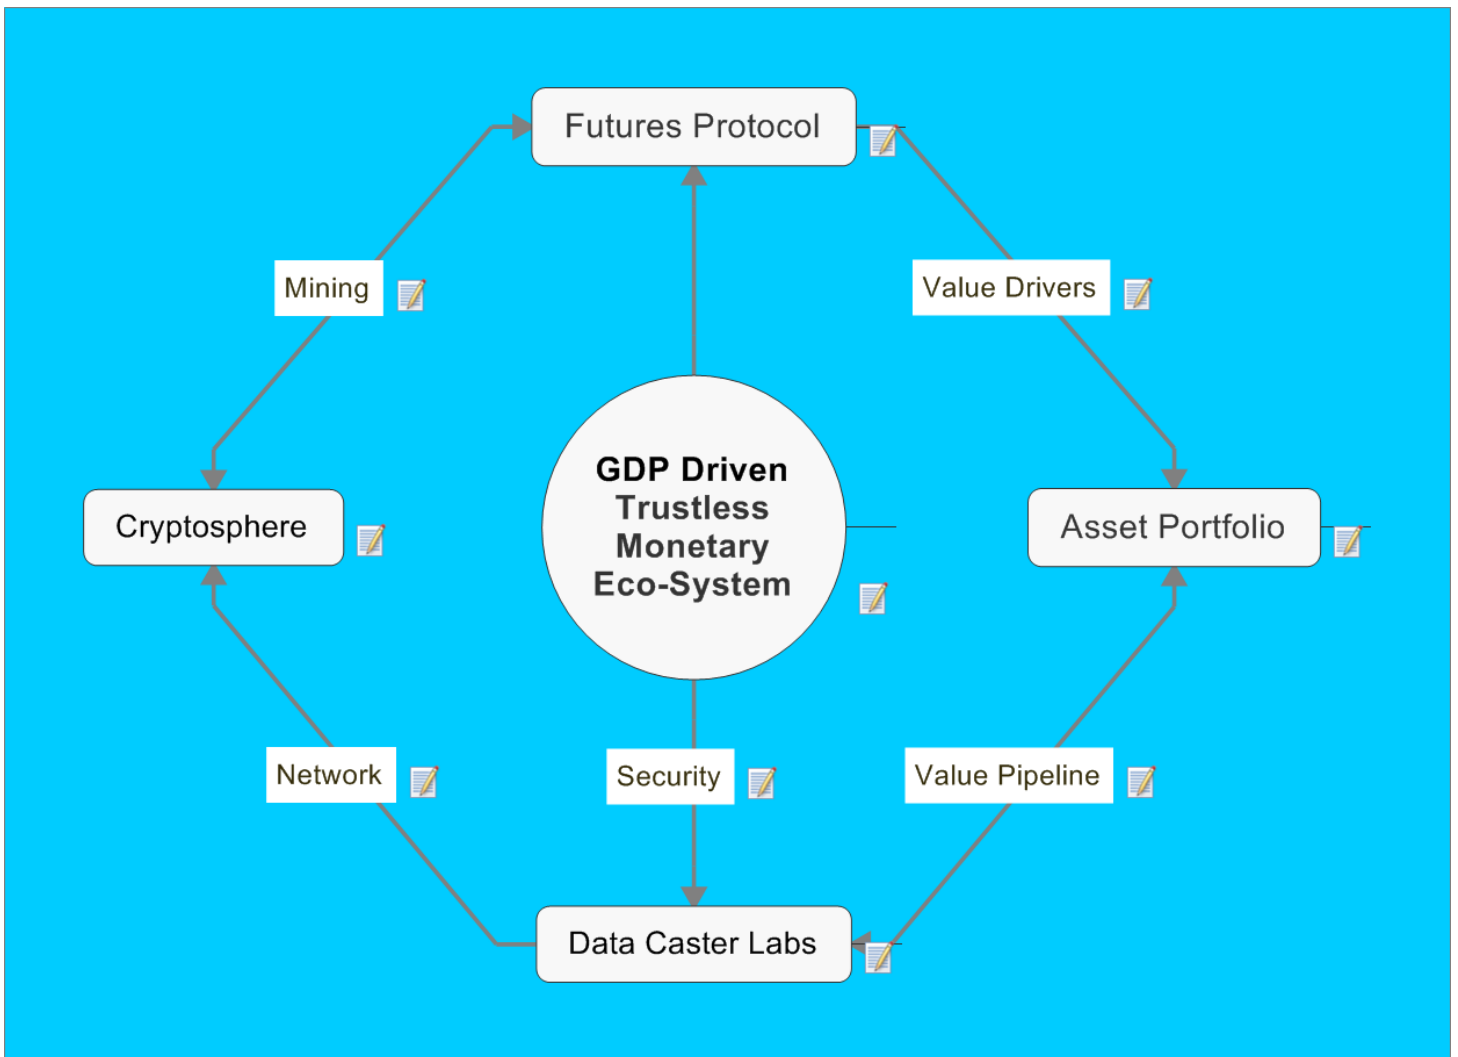 Futures Protocol
Mining
Value Drivers
GDP Driven
Trustless
Monetary
Eco-System
Cryptosphere
Asset Portfolio
Network
Security
Value Pipeline
Data Caster Labs